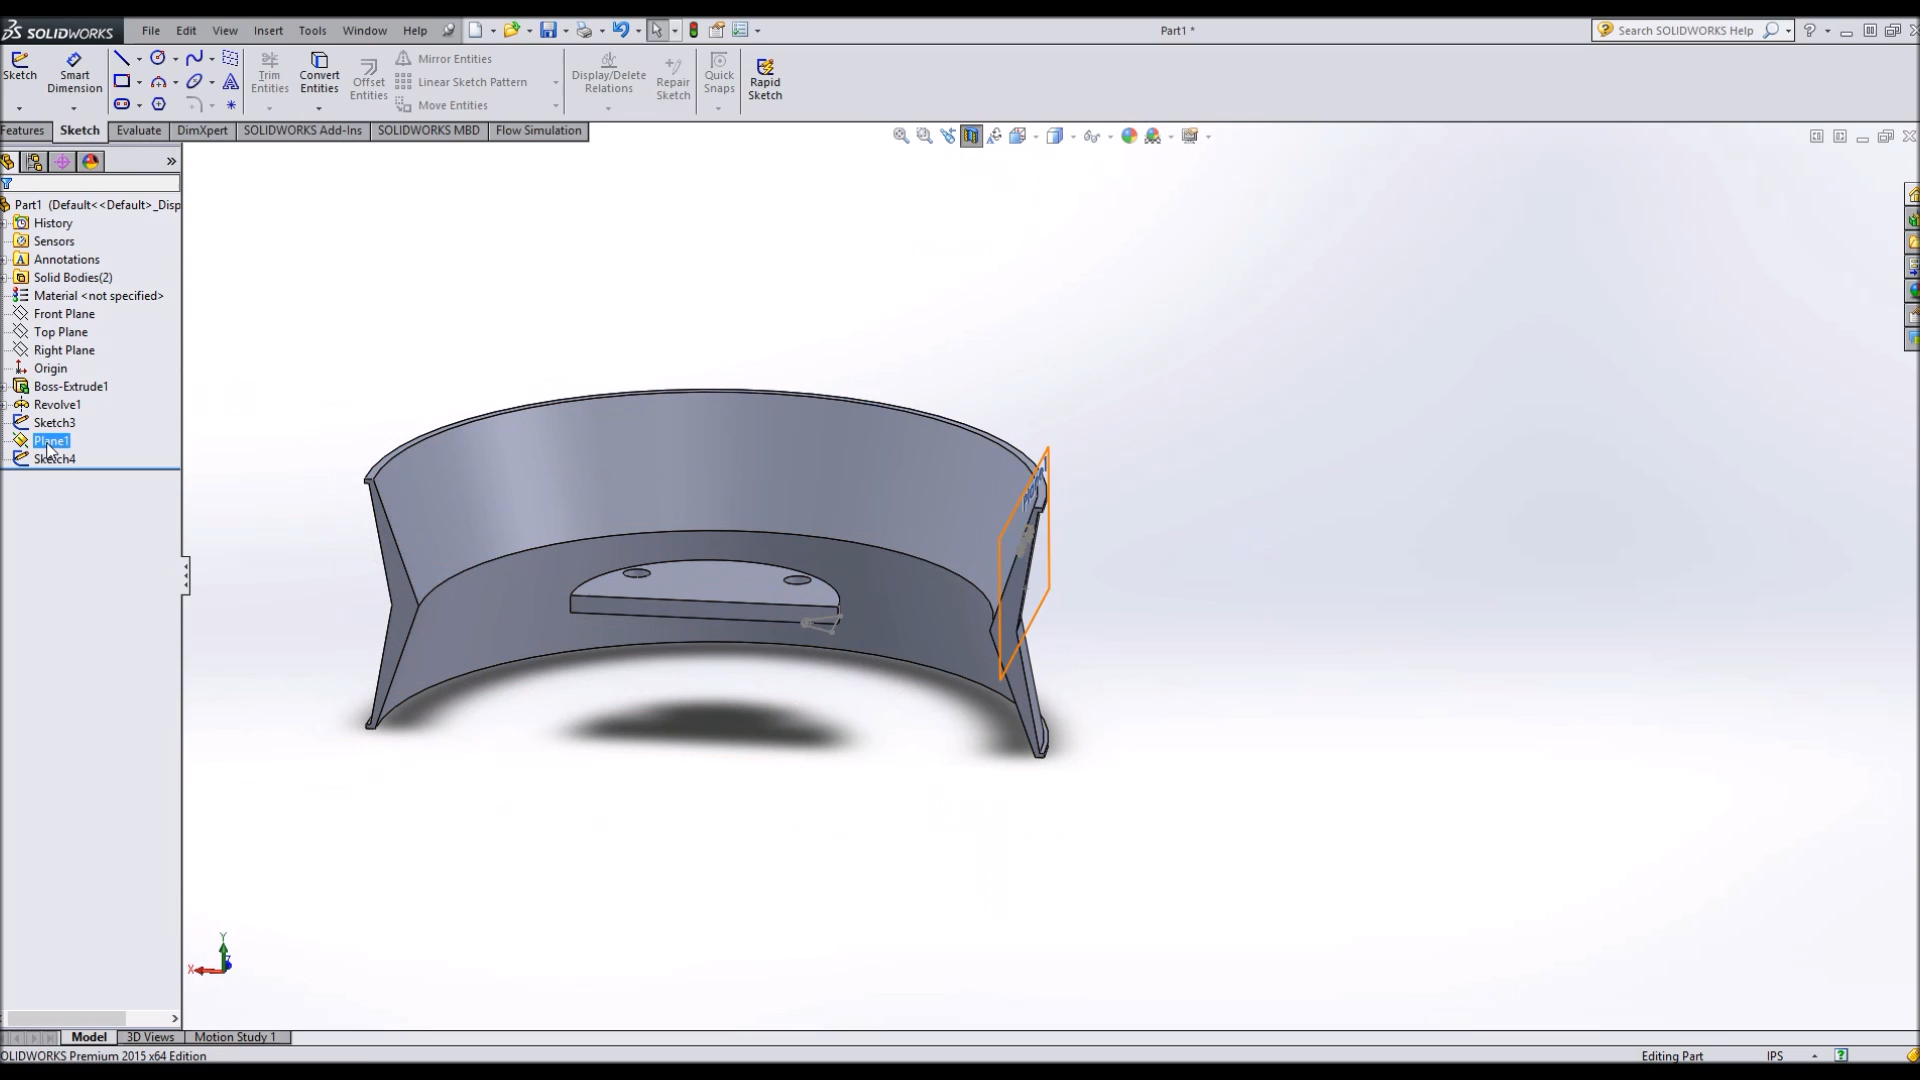 SOLIDWORKS File Edit View Insert Tools Window Help Part1 * Search SOLIDWORKS Help
Sketch Smart Dimension Trim Entities Convert Entities Offset Entities Mirror Entities Linear Sketch Pattern Move Entities Display/Delete Relations Repair Sketch Quick Snaps Rapid Sketch
Features Sketch Evaluate DimXpert SOLIDWORKS Add-Ins SOLIDWORKS MBD Flow Simulation
Part1 (Default<<Default>_Disp
History
Sensors
Annotations
Solid Bodies(2)
Material <not specified>
Front Plane
Top Plane
Right Plane
Origin
Boss-Extrude1
Revolve1
Sketch3
Plane1
Sketch4
Plane1
Y
X
Z
Model 3D Views Motion Study 1
OLIDWORKS Premium 2015 x64 Edition Editing Part IPS